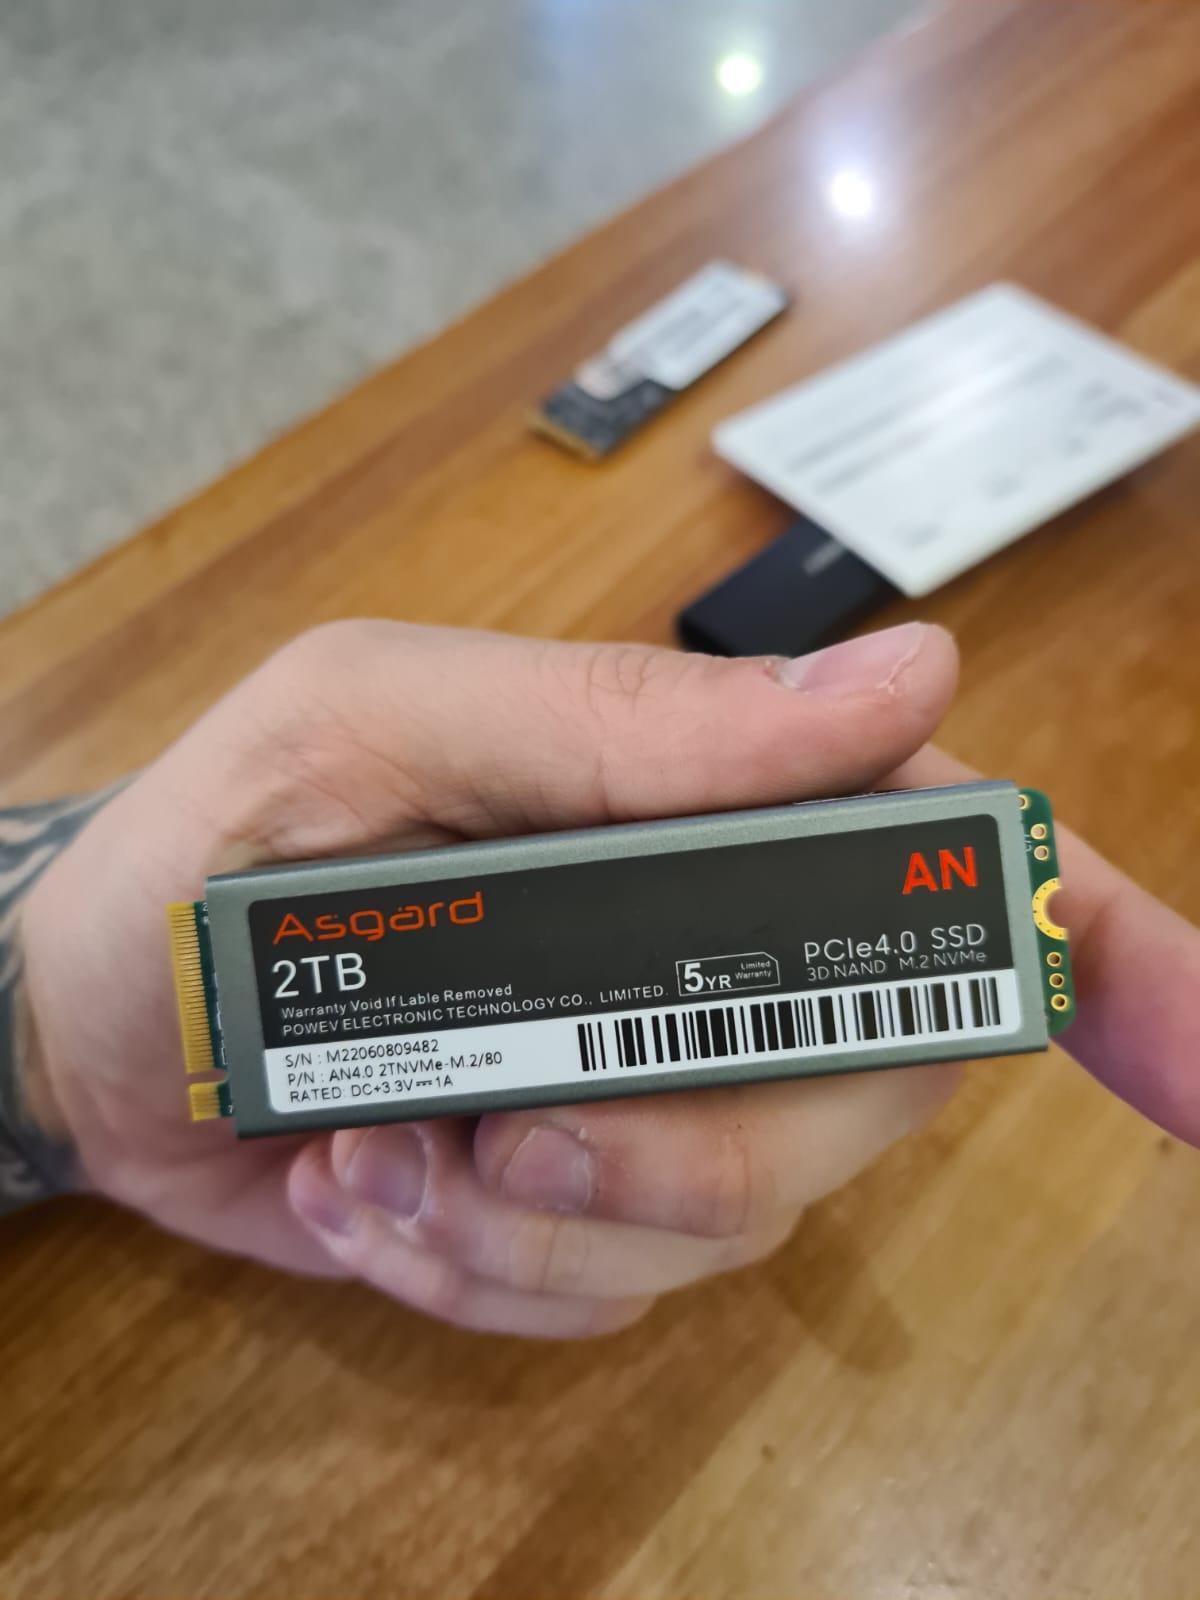 Asgard
AN
2TB
Warranty Void If Lable Removed
POWEV ELECTRONIC TECHNOLOGY CO., LIMITED.
5YR Limited Warranty
PCIe4.0 SSD
3D NAND M.2 NVMe
S/N : M22060809482
P/N : AN4.0 2TNVMe-M.2/80
RATED: DC+3.3V⎓1A